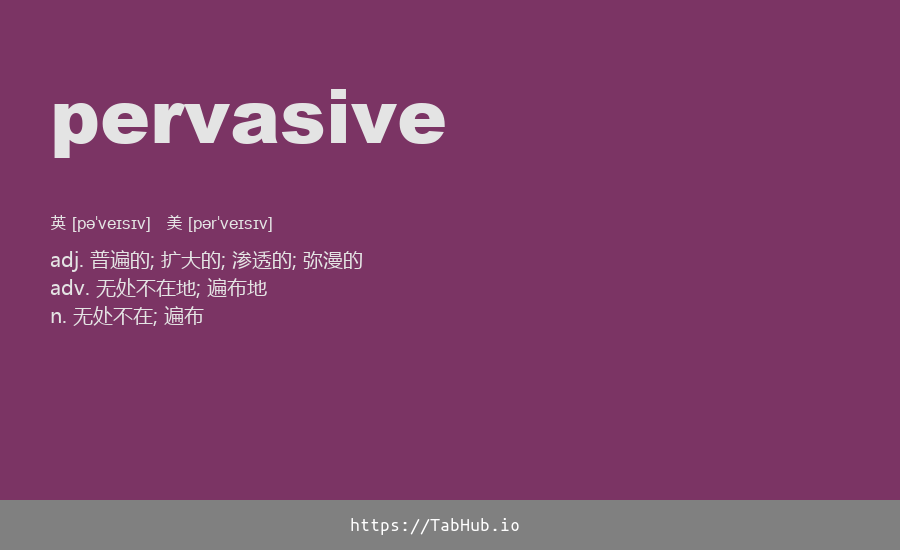 pervasive
英 [pəˈveɪsɪv] 美 [pərˈveɪsɪv]
adj. 普遍的; 扩大的; 渗透的; 弥漫的
adv. 无处不在地; 遍布地
n. 无处不在; 遍布
https://TabHub.io